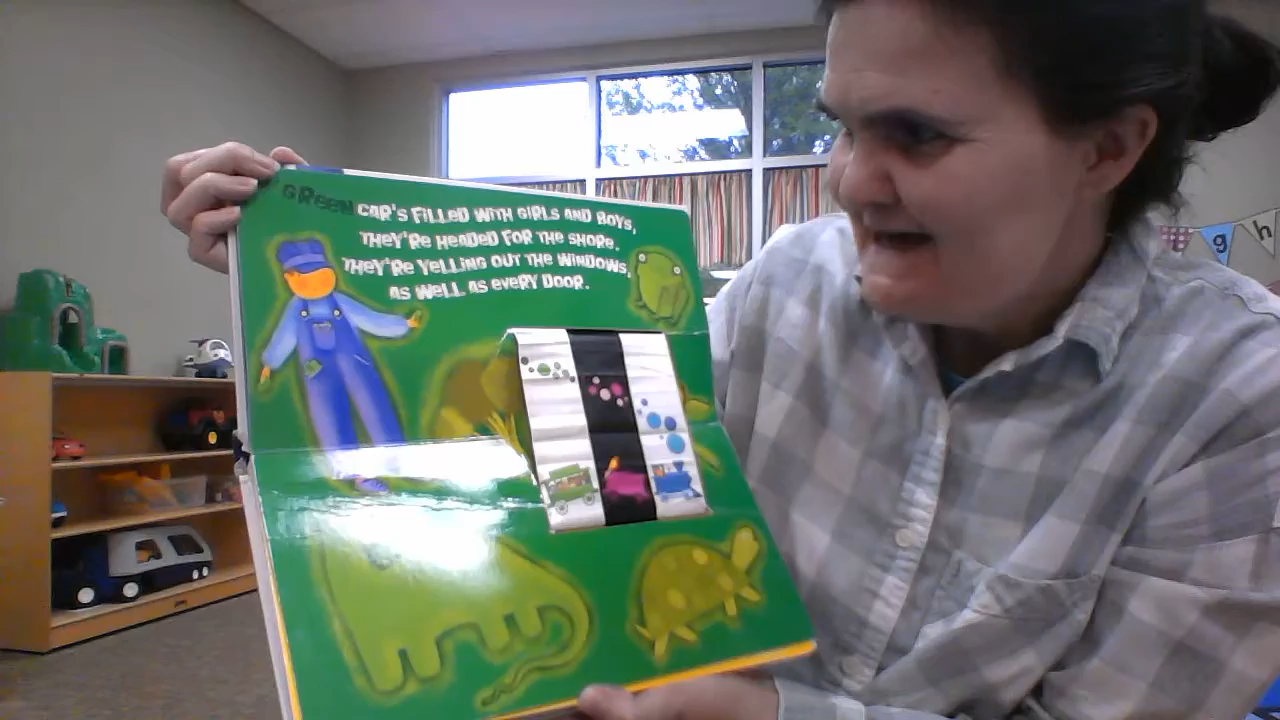 GReen CAR'S FiLLeD WiTH GiRLS AnD BOYS,
THeY'Re HeADeD FOR THe SHORe.
THeY'Re YeLLinG OUT THe WinDOWS,
AS WeLL AS eveRY DOOR.
g h